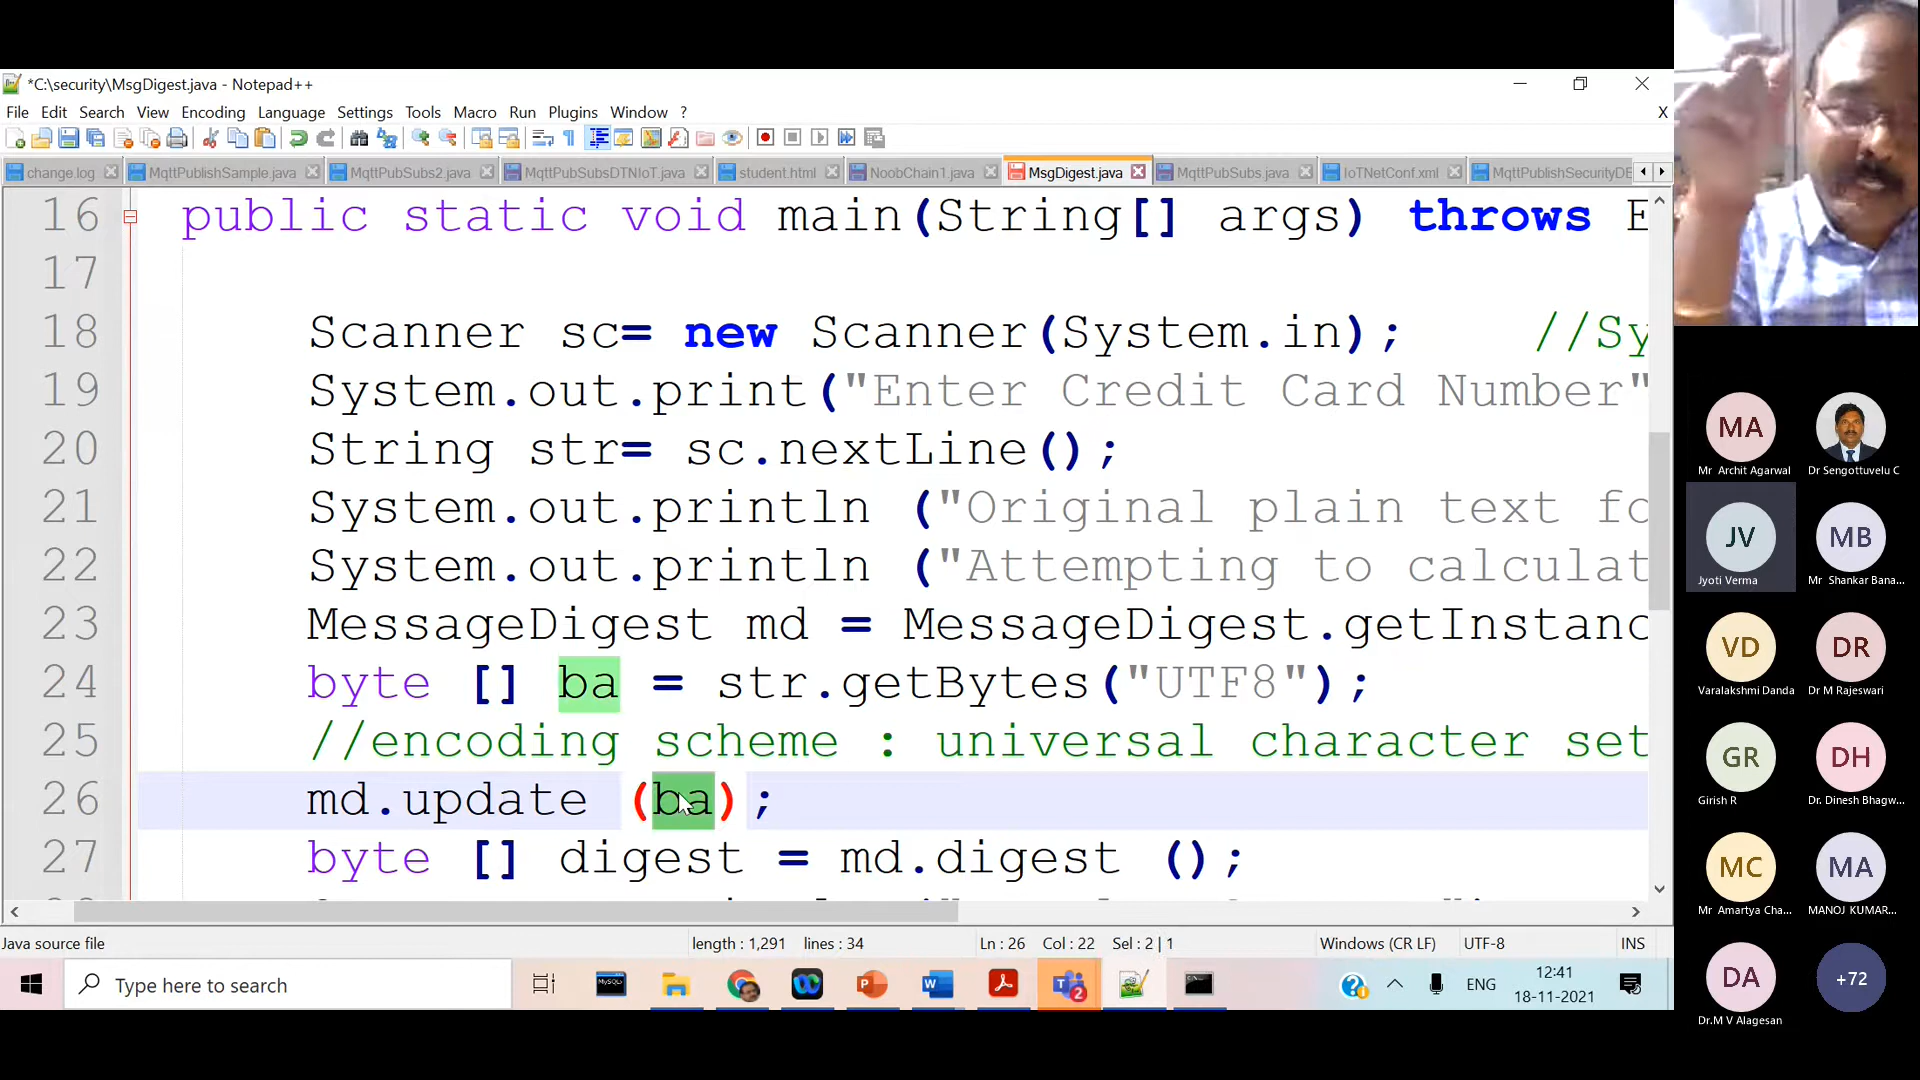 *C:\security\MsgDigest.java - Notepad++
File Edit Search View Encoding Language Settings Tools Macro Run Plugins Window ?
X
change.log MqttPublishSample.java MqttPubSubs2.java MqttPubSubsDTNIoT.java student.html NoobChain1.java MsgDigest.java MqttPubSubs.java IoTNetConf.xml MqttPublishSecurityDE
16 public static void main(String[] args) throws E
17
18 Scanner sc= new Scanner(System.in); //Sy
19 System.out.print("Enter Credit Card Number"
20 String str= sc.nextLine();
21 System.out.println ("Original plain text fo
22 System.out.println ("Attempting to calculat
23 MessageDigest md = MessageDigest.getInstanc
24 byte [] ba = str.getBytes("UTF8");
25 //encoding scheme : universal character set
26 md.update (ba);
27 byte [] digest = md.digest ();
Java source file length : 1,291 lines : 34 Ln : 26 Col : 22 Sel : 2 | 1 Windows (CR LF) UTF-8 INS
Type here to search
MySQL
2
ENG
12:41
18-11-2021
MA
Mr Archit Agarwal Dr Sengottuvelu C
JV MB
Jyoti Verma Mr Shankar Bana...
VD DR
Varalakshmi Danda Dr M Rajeswari
GR DH
Girish R Dr. Dinesh Bhagw...
MC MA
Mr Amartya Cha... MANOJ KUMAR...
DA +72
Dr.M V Alagesan